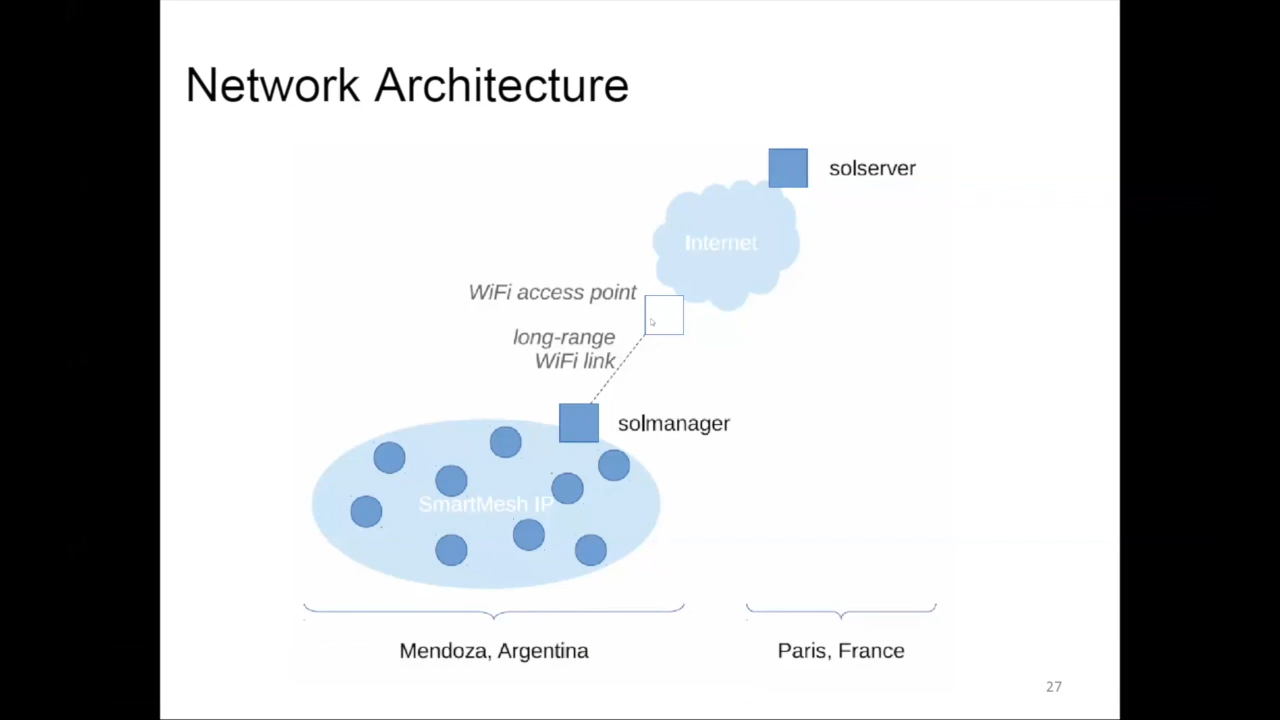 Network Architecture
solserver
Internet
WiFi access point
long-range
WiFi link
solmanager
SmartMesh IP
Mendoza, Argentina
Paris, France
27